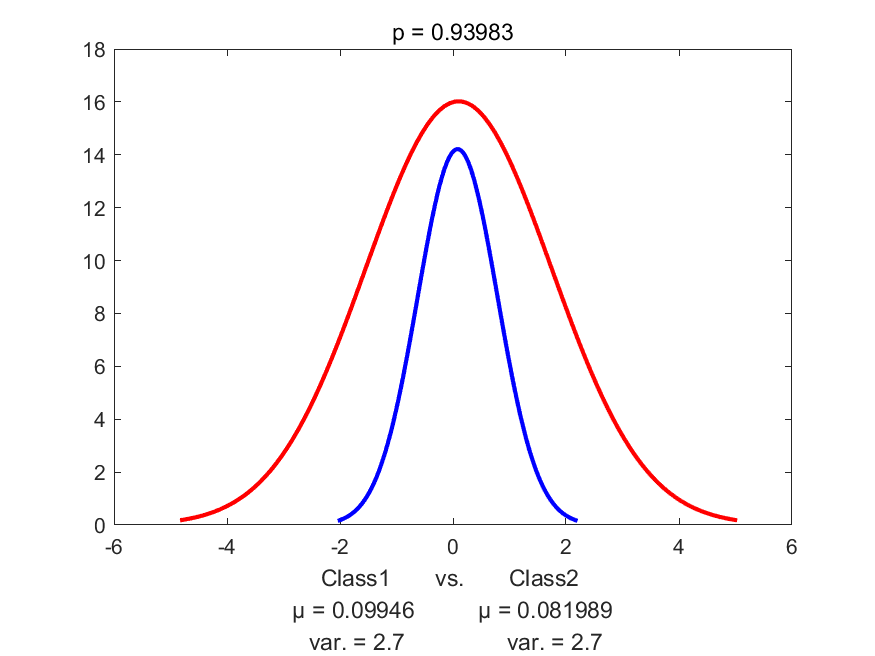 p = 0.93983
18
16
14
12
10
8
6
4
2
0
-6 -4 -2 0 2 4 6
Class1 vs. Class2
μ = 0.09946 μ = 0.081989
var. = 2.7 var. = 2.7